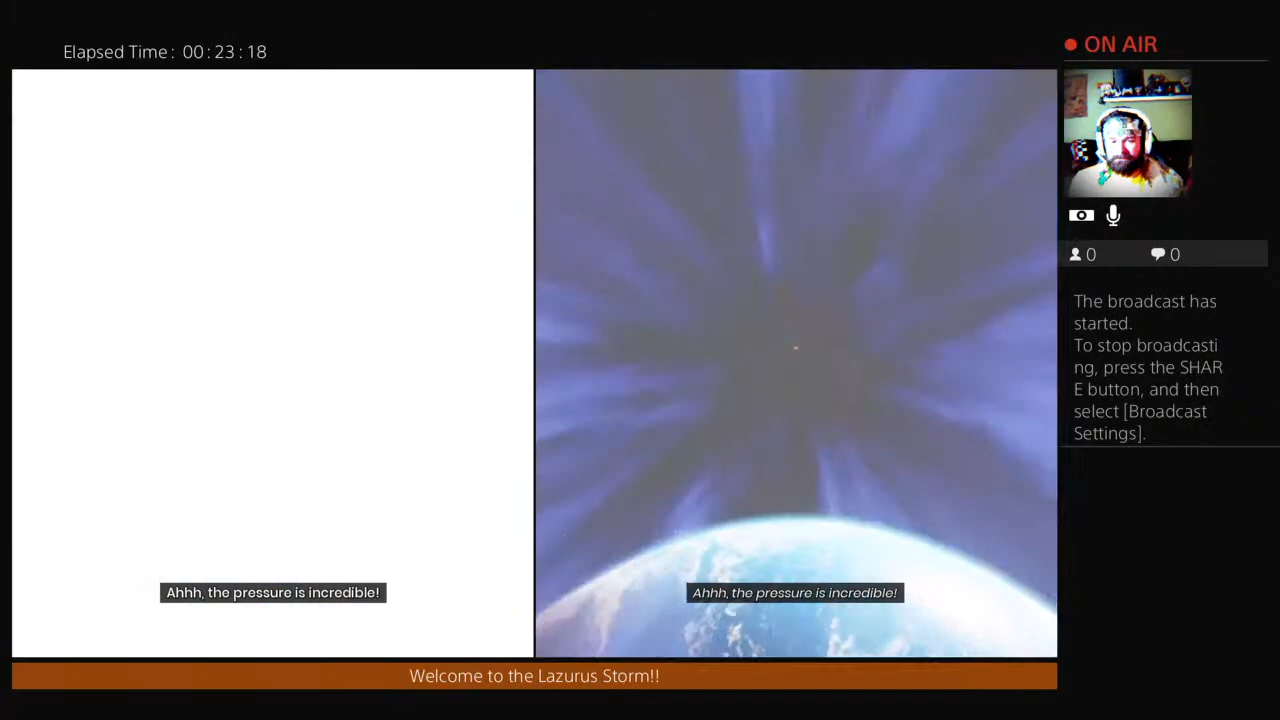 Elapsed Time: 00:23:18
ON AIR
0 0
The broadcast has
started.
To stop broadcasti
ng, press the SHAR
E button, and then
select [Broadcast
Settings].
Ahhh, the pressure is incredible!
Ahhh, the pressure is incredible!
Welcome to the Lazurus Storm!!